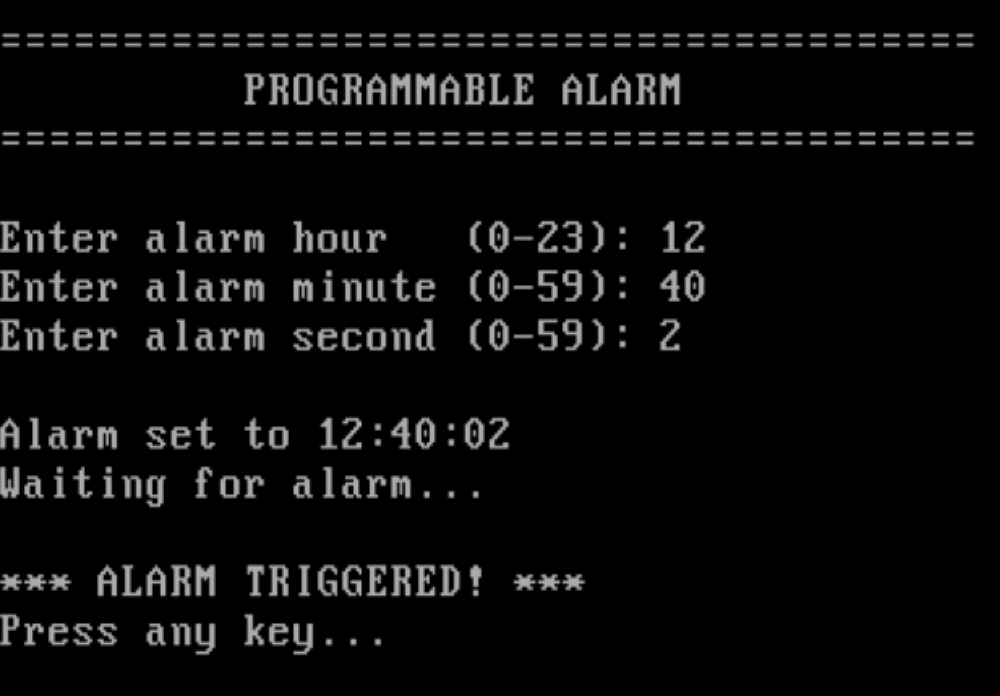 ========================================
PROGRAMMABLE ALARM
========================================
Enter alarm hour   (0-23): 12
Enter alarm minute (0-59): 40
Enter alarm second (0-59): 2
Alarm set to 12:40:02
Waiting for alarm...
*** ALARM TRIGGERED! ***
Press any key...